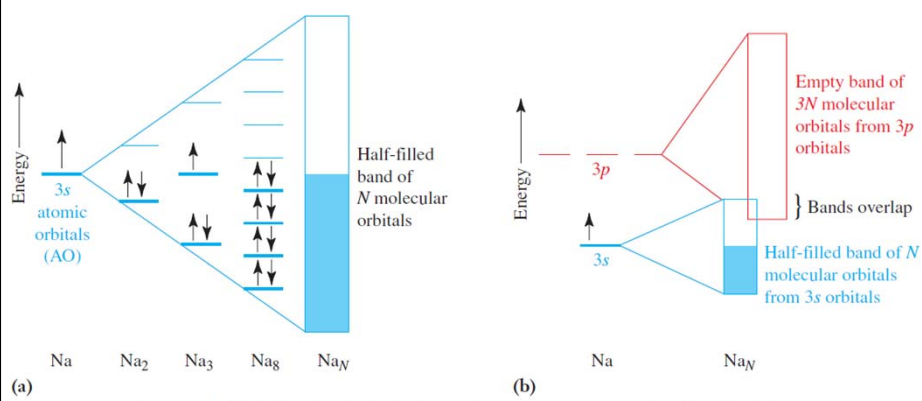 Energy
3s
atomic
orbitals
(AO)
Half-filled
band of
N molecular
orbitals
Na
Na2
Na3
Na8
NaN
(a)
Energy
3p
3s
Empty band of
3N molecular
orbitals from 3p
orbitals
} Bands overlap
Half-filled band of N
molecular orbitals
from 3s orbitals
Na
NaN
(b)